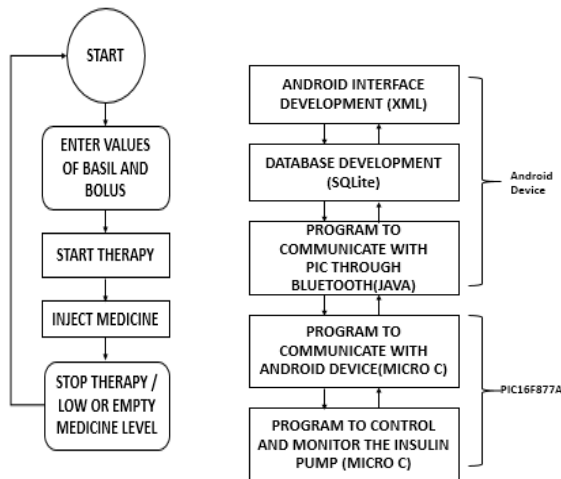 START
ENTER VALUES
OF BASIL AND
BOLUS
START THERAPY
INJECT MEDICINE
STOP THERAPY /
LOW OR EMPTY
MEDICINE LEVEL
ANDROID INTERFACE
DEVELOPMENT (XML)
DATABASE DEVELOPMENT
(SQLite)
PROGRAM TO
COMMUNICATE WITH
PIC THROUGH
BLUETOOTH(JAVA)
Android
Device
PROGRAM TO
COMMUNICATE WITH
ANDROID DEVICE(MICRO C)
PROGRAM TO CONTROL
AND MONITOR THE INSULIN
PUMP (MICRO C)
PIC16F877A